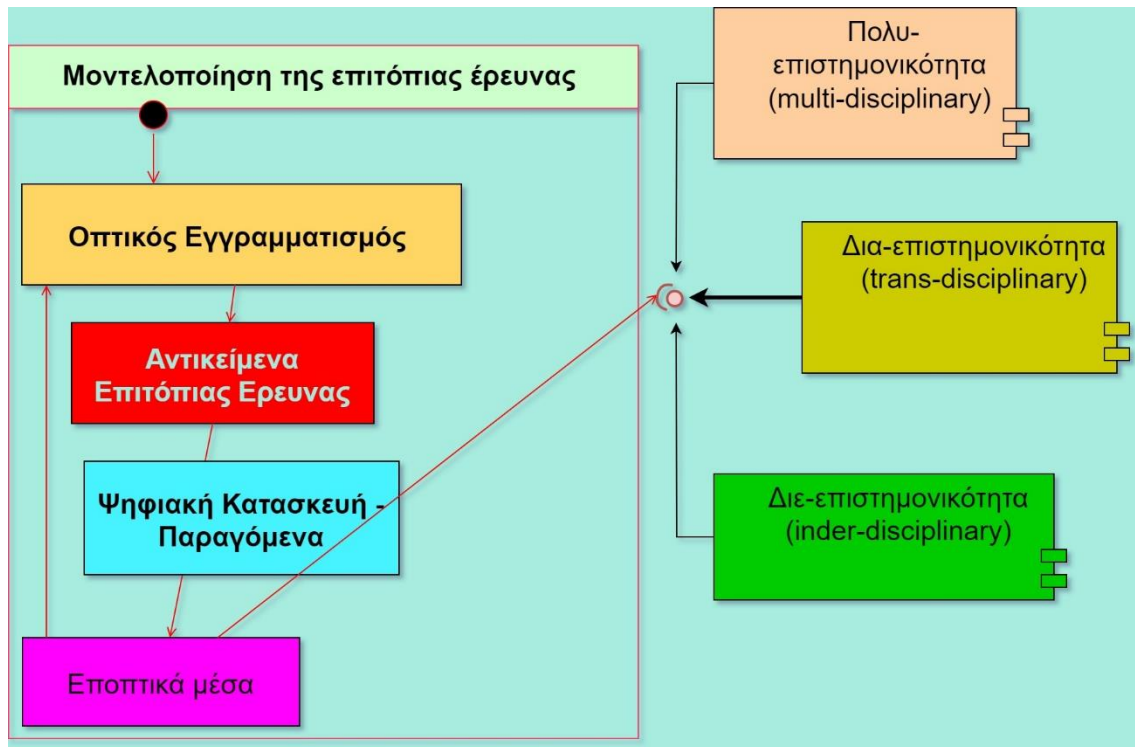 Μοντελοποίηση της επιτόπιας έρευνας
Οπτικός Εγγραμματισμός
Αντικείμενα
Επιτόπιας Ερευνας
Ψηφιακή Κατασκευή -
Παραγόμενα
Εποπτικά μέσα
Πολυ-
επιστημονικότητα
(multi-disciplinary)
Δια-επιστημονικότητα
(trans-disciplinary)
Διε-επιστημονικότητα
(inder-disciplinary)